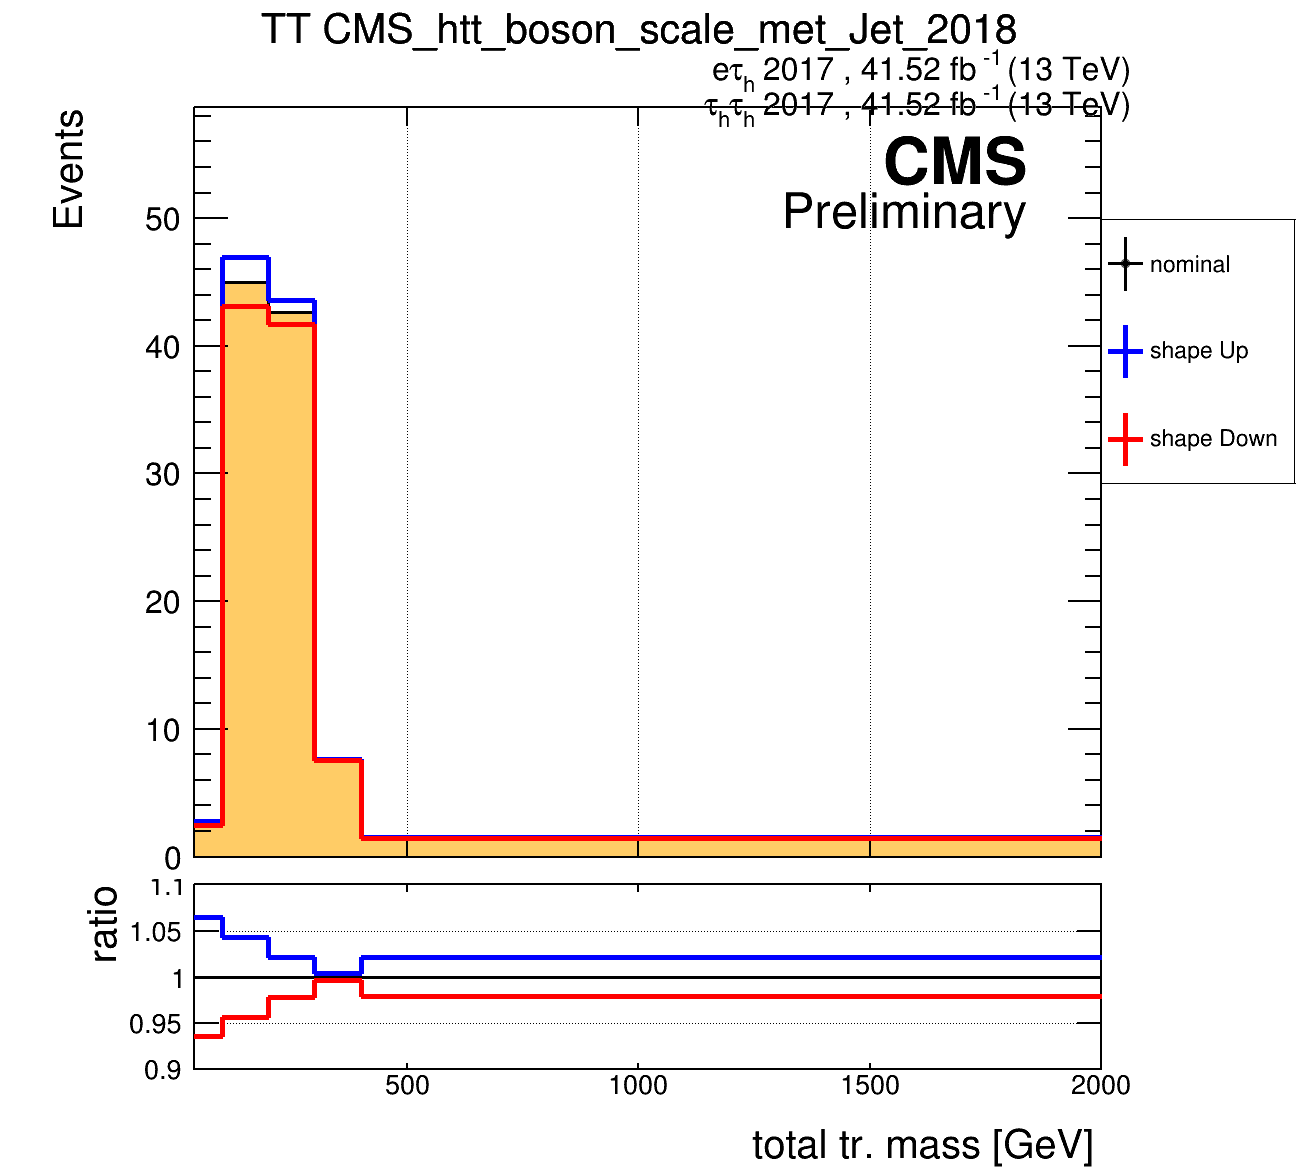 TT CMS_htt_boson_scale_met_Jet_2018
eτh 2017 , 41.52 fb -1 (13 TeV)
τhτh 2017 , 41.52 fb -1 (13 TeV)
CMS
Preliminary
Events
50
40
30
20
10
0
nominal
shape Up
shape Down
ratio
1.1
1.05
1
0.95
0.9
500 1000 1500 2000
total tr. mass [GeV]